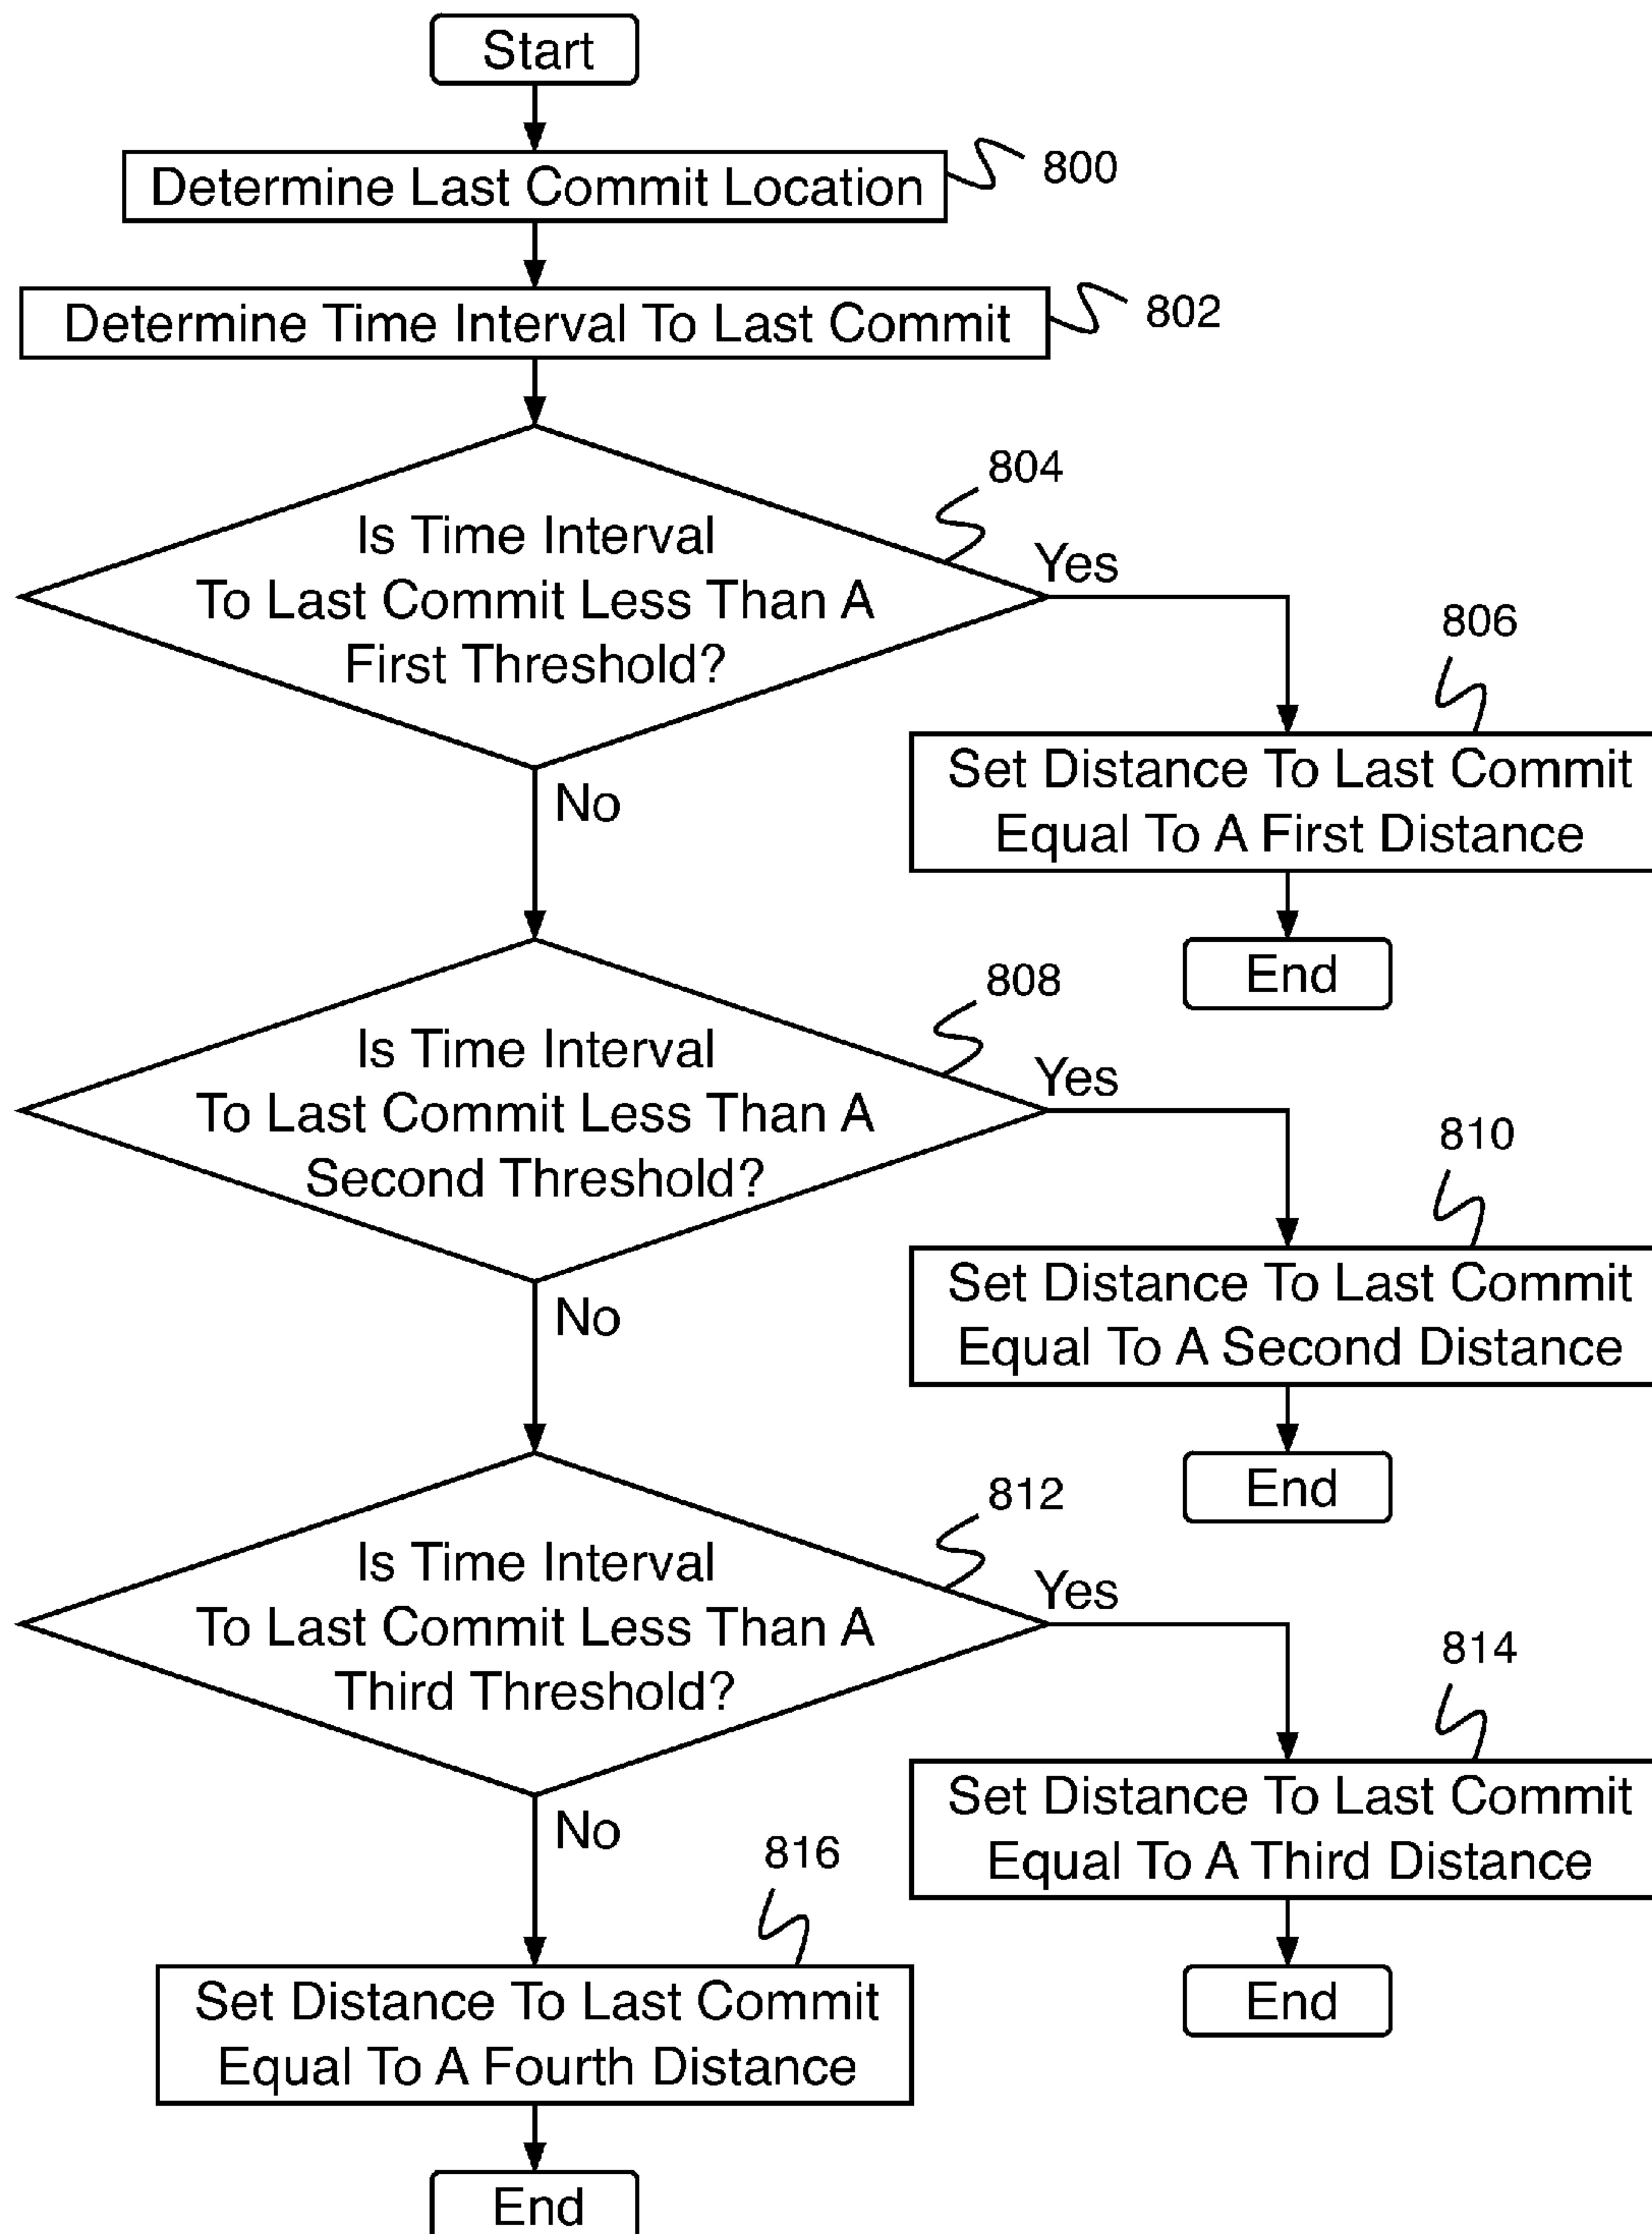 Start
Determine Last Commit Location
800
Determine Time Interval To Last Commit
802
804
Is Time Interval
To Last Commit Less Than A
First Threshold?
Yes
806
Set Distance To Last Commit
Equal To A First Distance
No
End
808
Is Time Interval
To Last Commit Less Than A
Second Threshold?
Yes
810
Set Distance To Last Commit
Equal To A Second Distance
No
End
812
Is Time Interval
To Last Commit Less Than A
Third Threshold?
Yes
814
Set Distance To Last Commit
Equal To A Third Distance
No
816
End
Set Distance To Last Commit
Equal To A Fourth Distance
End